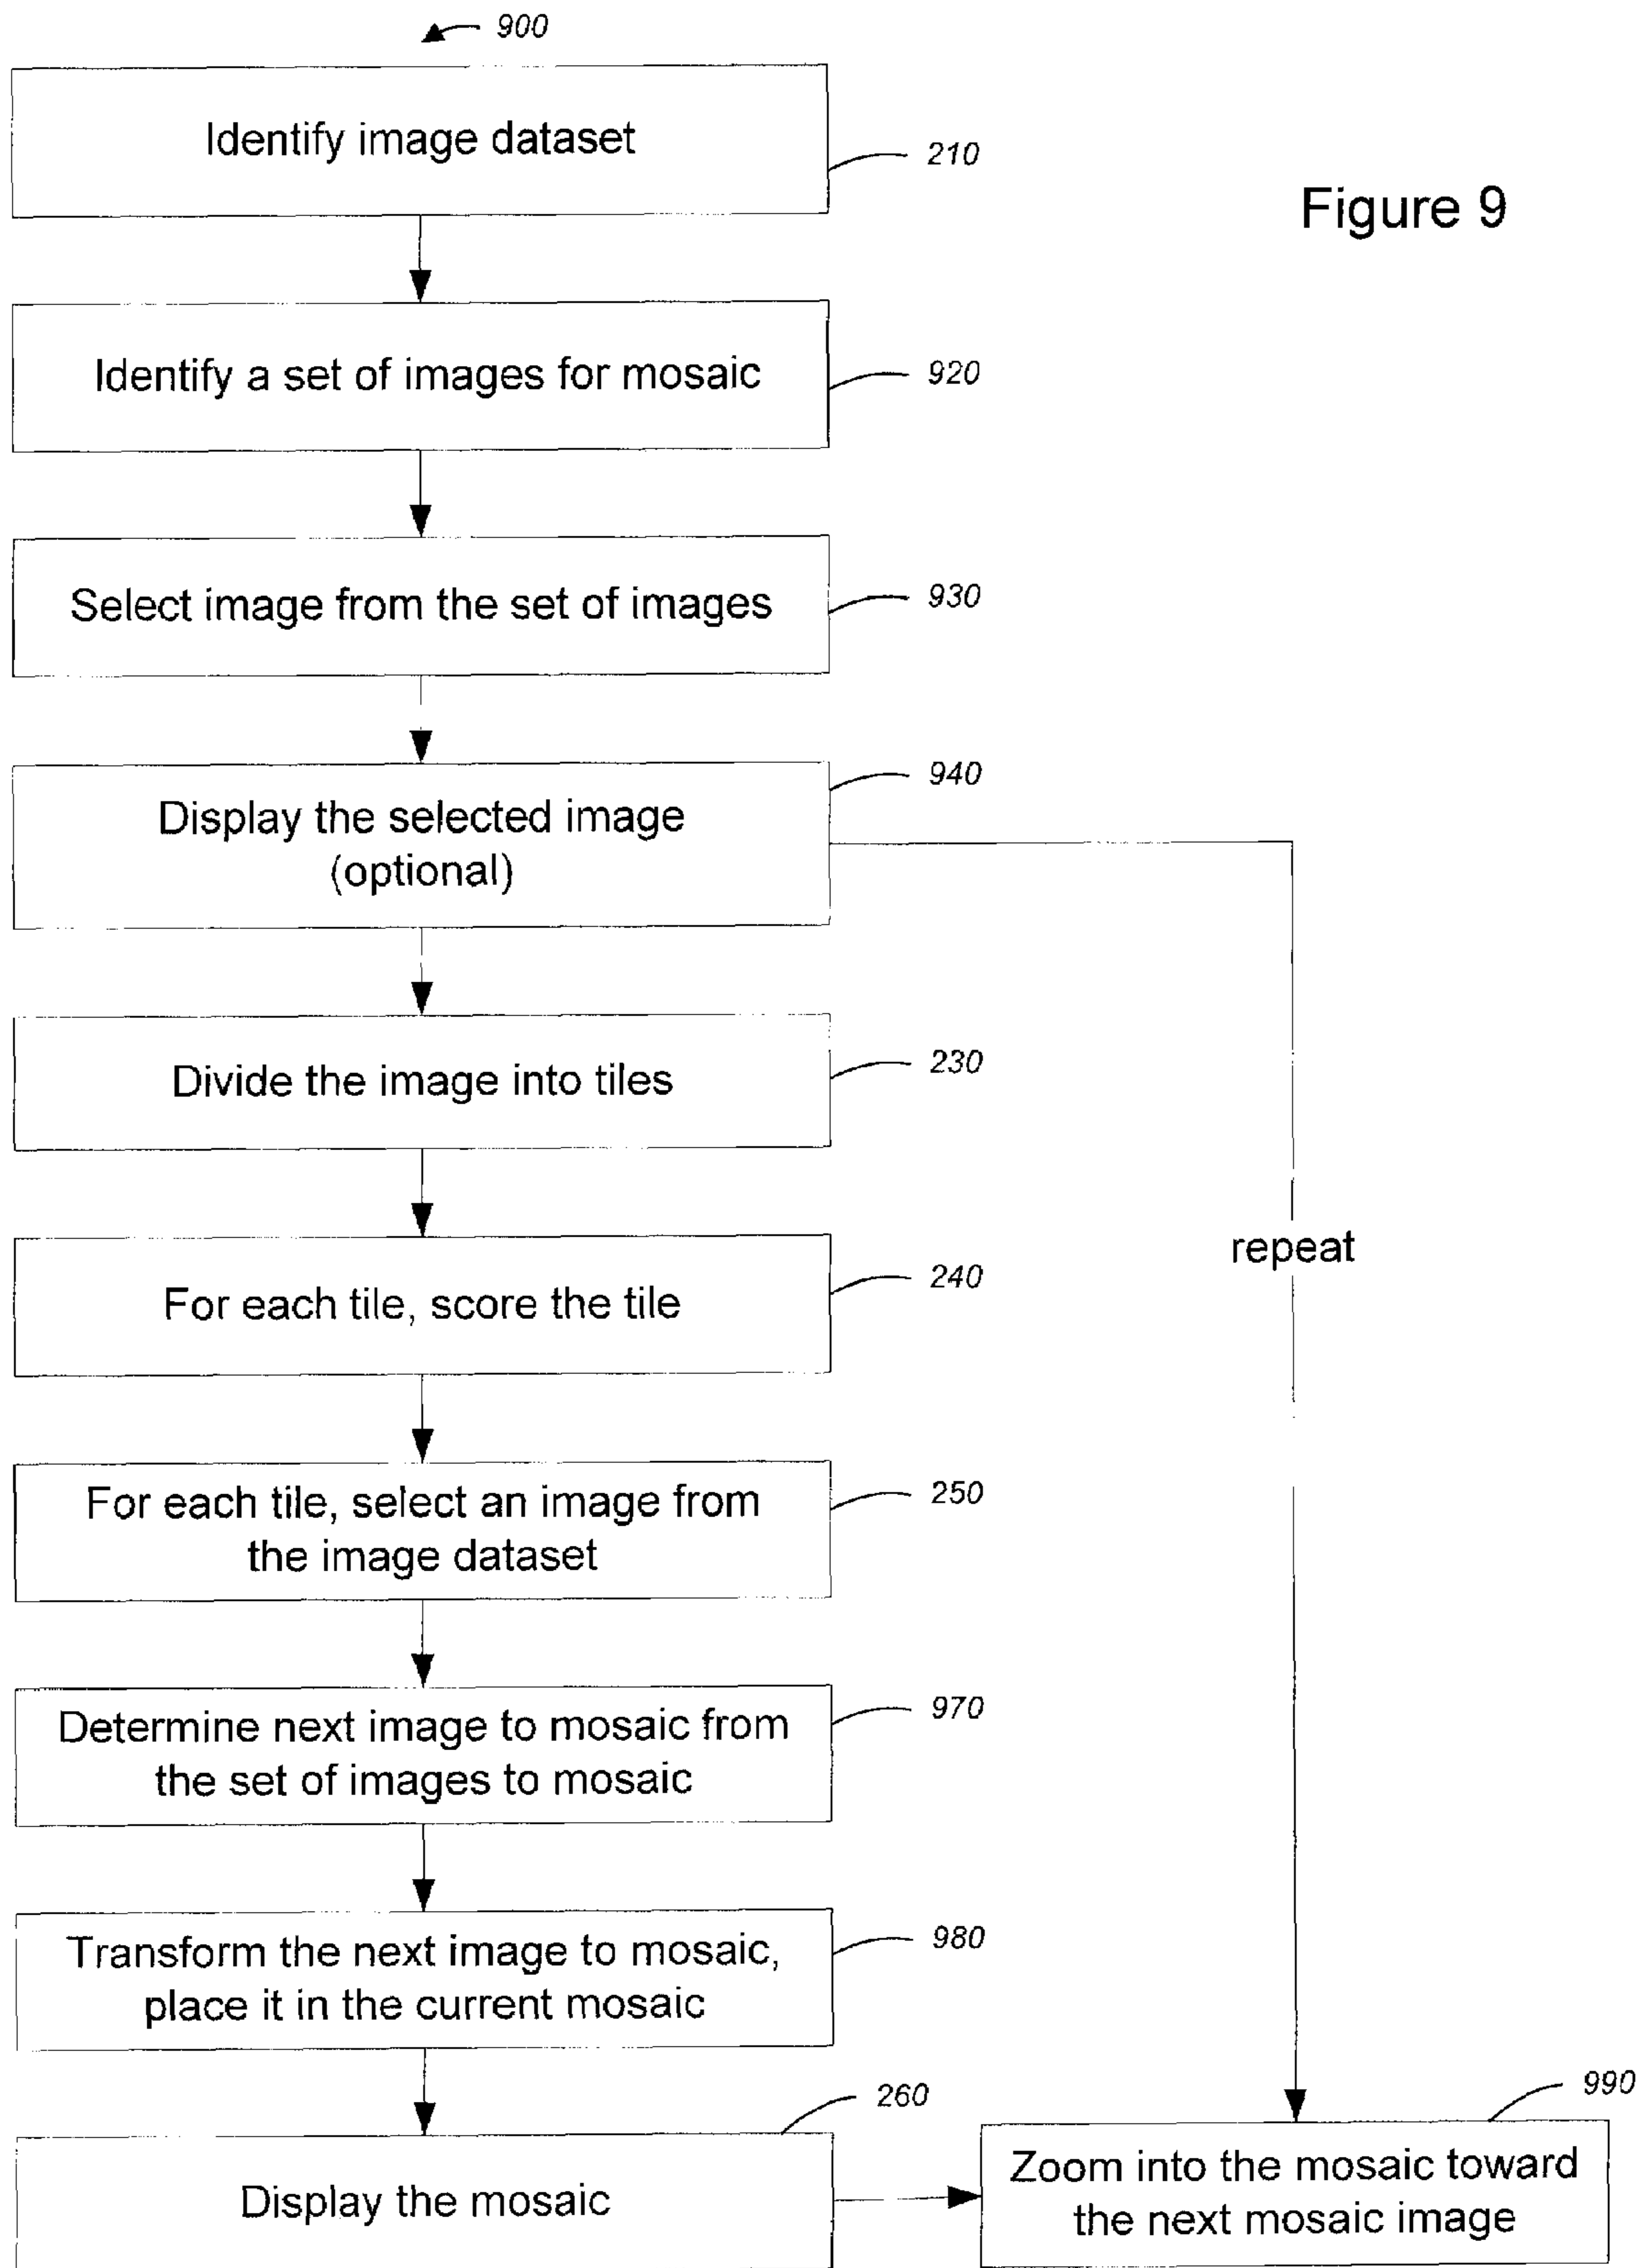 900
Identify image dataset
210
Figure 9
Identify a set of images for mosaic
920
Select image from the set of images
930
Display the selected image
(optional)
940
Divide the image into tiles
230
For each tile, score the tile
240
repeat
For each tile, select an image from
the image dataset
250
Determine next image to mosaic from
the set of images to mosaic
970
Transform the next image to mosaic,
place it in the current mosaic
980
Display the mosaic
260
Zoom into the mosaic toward
the next mosaic image
990